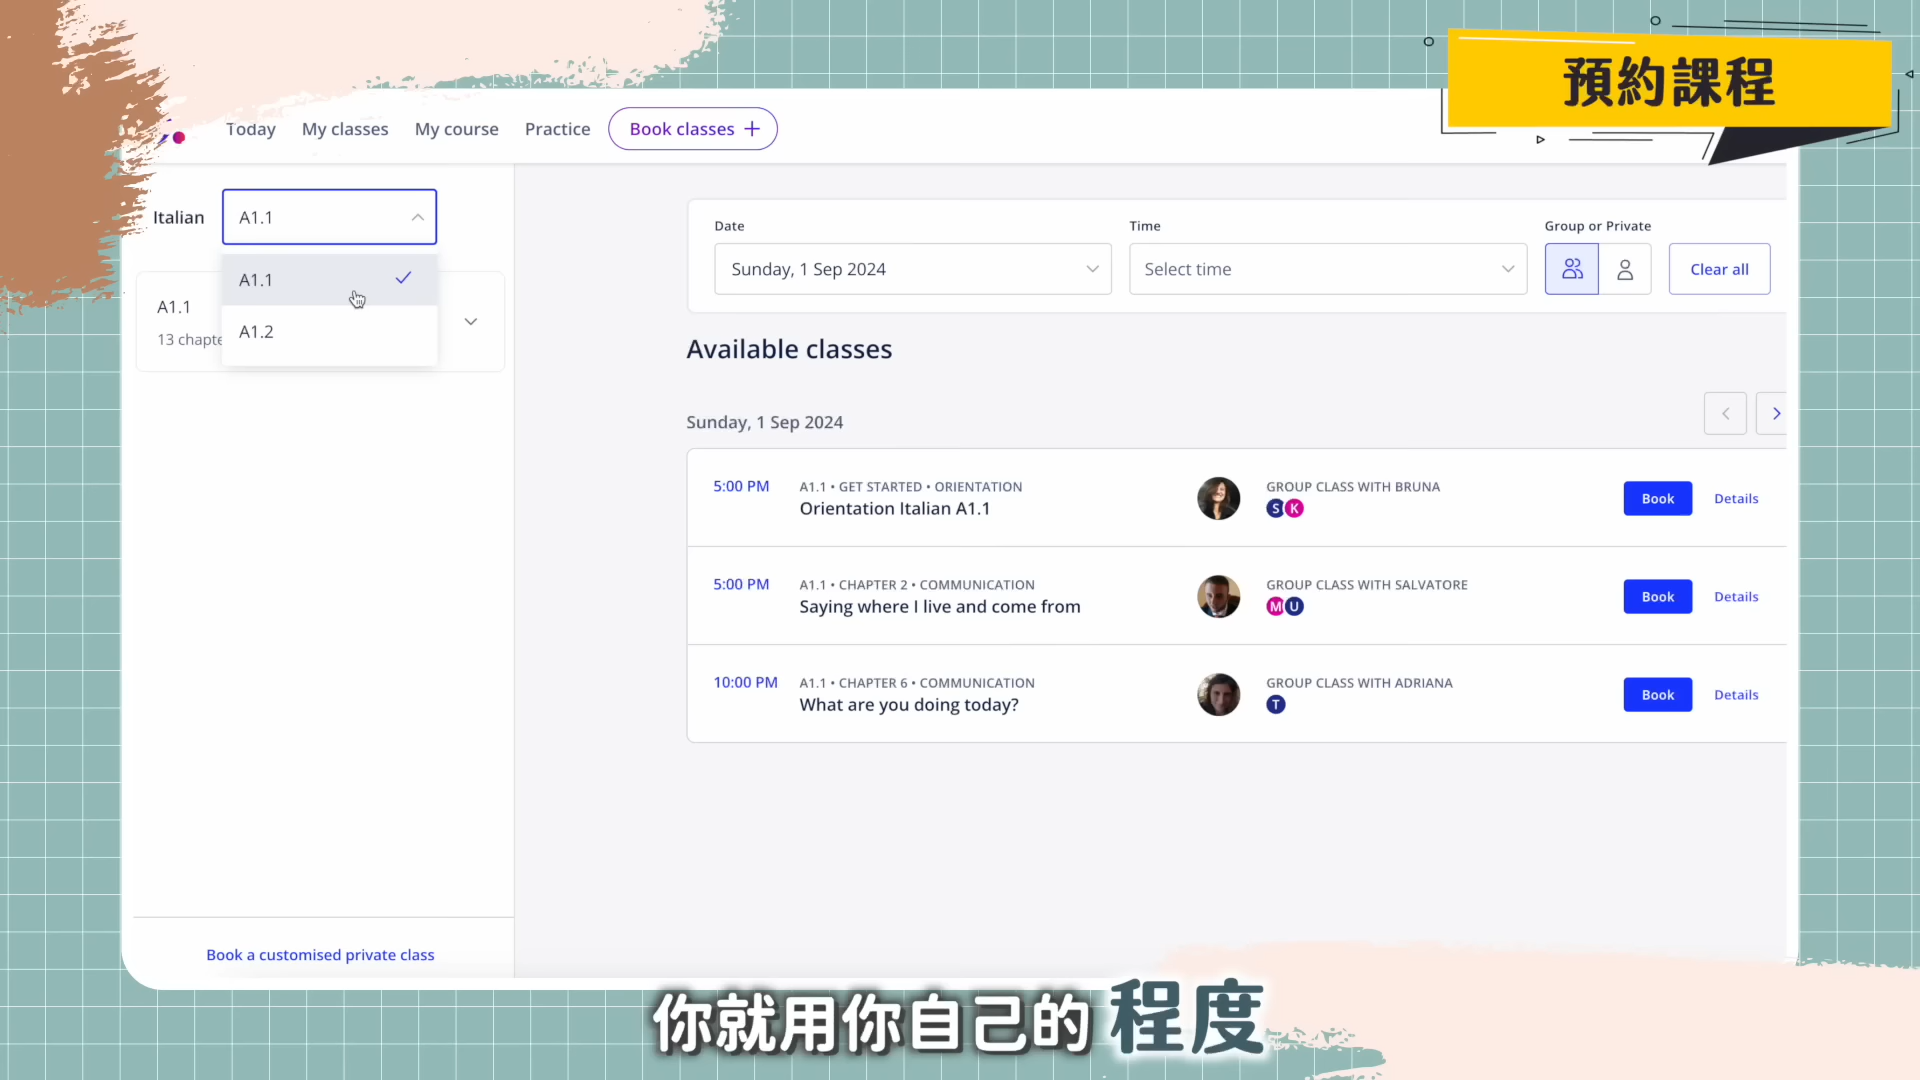 預約課程
Today My classes My course Practice Book classes +
Italian A1.1
A1.1
A1.2
A1.1
13 chapte
Book a customised private class
Date Time Group or Private
Sunday, 1 Sep 2024 Select time Clear all
Available classes
Sunday, 1 Sep 2024
5:00 PM A1.1 • GET STARTED • ORIENTATION GROUP CLASS WITH BRUNA
Orientation Italian A1.1 S K Book Details
5:00 PM A1.1 • CHAPTER 2 • COMMUNICATION GROUP CLASS WITH SALVATORE
Saying where I live and come from M U Book Details
10:00 PM A1.1 • CHAPTER 6 • COMMUNICATION GROUP CLASS WITH ADRIANA
What are you doing today? T Book Details
你就用你自己的程度